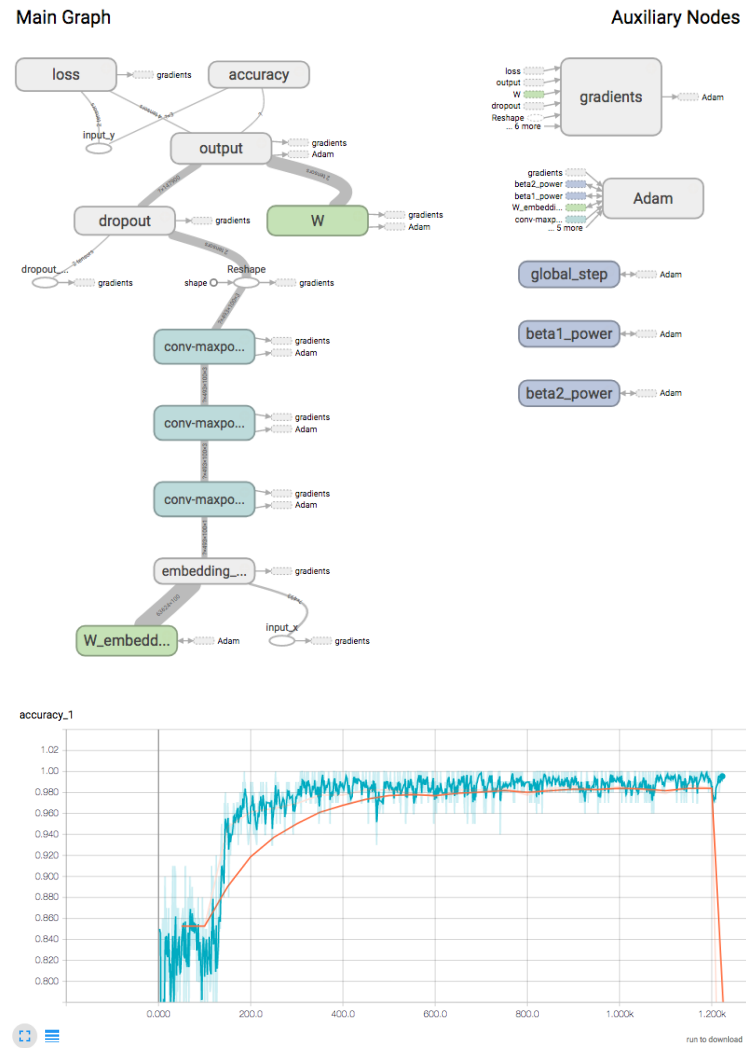 Main Graph
Auxiliary Nodes
loss
gradients
accuracy
input_y
output
gradients
Adam
dropout
gradients
W
gradients
Adam
2 tensors
dropout_...
gradients
shape
Reshape
gradients
conv-maxpo...
gradients
Adam
conv-maxpo...
gradients
Adam
conv-maxpo...
gradients
Adam
embedding_...
gradients
W_embedd...
Adam
input_x
gradients
loss
output
W
dropout
Reshape
... 6 more
gradients
Adam
gradients
beta2_power
beta1_power
W_embeddi...
conv-maxp...
... 5 more
Adam
global_step
Adam
beta1_power
Adam
beta2_power
Adam
accuracy_1
1.02
1.00
0.980
0.960
0.940
0.920
0.900
0.880
0.860
0.840
0.820
0.800
0.000 200.0 400.0 600.0 800.0 1.000k 1.200k
run to download